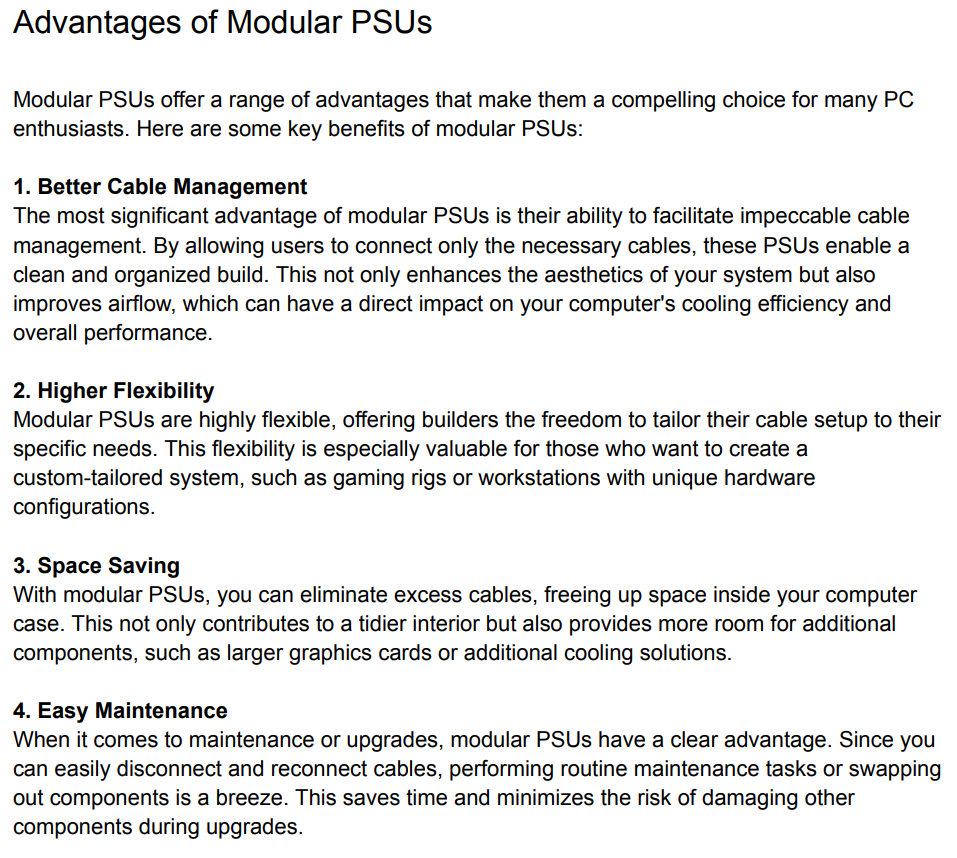 Advantages of Modular PSUs
Modular PSUs offer a range of advantages that make them a compelling choice for many PC
enthusiasts. Here are some key benefits of modular PSUs:
1. Better Cable Management
The most significant advantage of modular PSUs is their ability to facilitate impeccable cable
management. By allowing users to connect only the necessary cables, these PSUs enable a
clean and organized build. This not only enhances the aesthetics of your system but also
improves airflow, which can have a direct impact on your computer's cooling efficiency and
overall performance.
2. Higher Flexibility
Modular PSUs are highly flexible, offering builders the freedom to tailor their cable setup to their
specific needs. This flexibility is especially valuable for those who want to create a
custom-tailored system, such as gaming rigs or workstations with unique hardware
configurations.
3. Space Saving
With modular PSUs, you can eliminate excess cables, freeing up space inside your computer
case. This not only contributes to a tidier interior but also provides more room for additional
components, such as larger graphics cards or additional cooling solutions.
4. Easy Maintenance
When it comes to maintenance or upgrades, modular PSUs have a clear advantage. Since you
can easily disconnect and reconnect cables, performing routine maintenance tasks or swapping
out components is a breeze. This saves time and minimizes the risk of damaging other
components during upgrades.